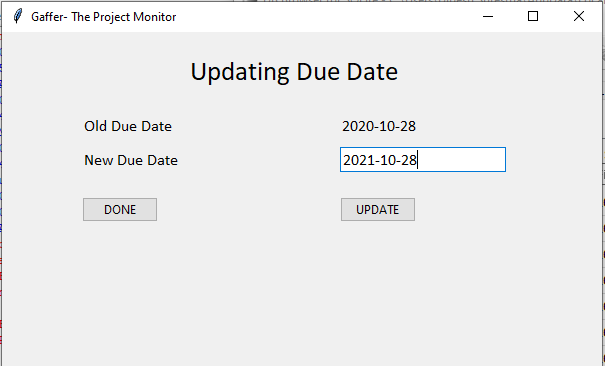 Gaffer- The Project Monitor
Updating Due Date
Old Due Date 2020-10-28
New Due Date 2021-10-28
DONE UPDATE